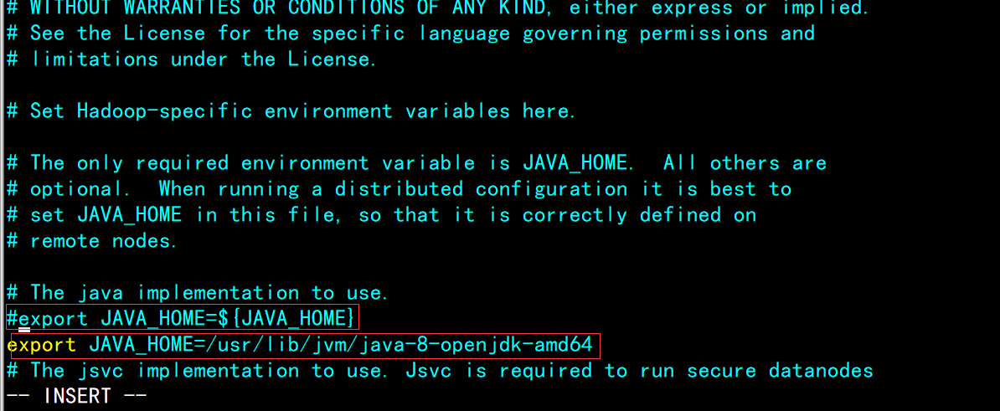 # WITHOUT WARRANTIES OR CONDITIONS OF ANY KIND, either express or implied.
# See the License for the specific language governing permissions and
# limitations under the License.
# Set Hadoop-specific environment variables here.
# The only required environment variable is JAVA_HOME.  All others are
# optional.  When running a distributed configuration it is best to
# set JAVA_HOME in this file, so that it is correctly defined on
# remote nodes.
# The java implementation to use.
#export JAVA_HOME=${JAVA_HOME}
export JAVA_HOME=/usr/lib/jvm/java-8-openjdk-amd64
# The jsvc implementation to use. Jsvc is required to run secure datanodes
-- INSERT --